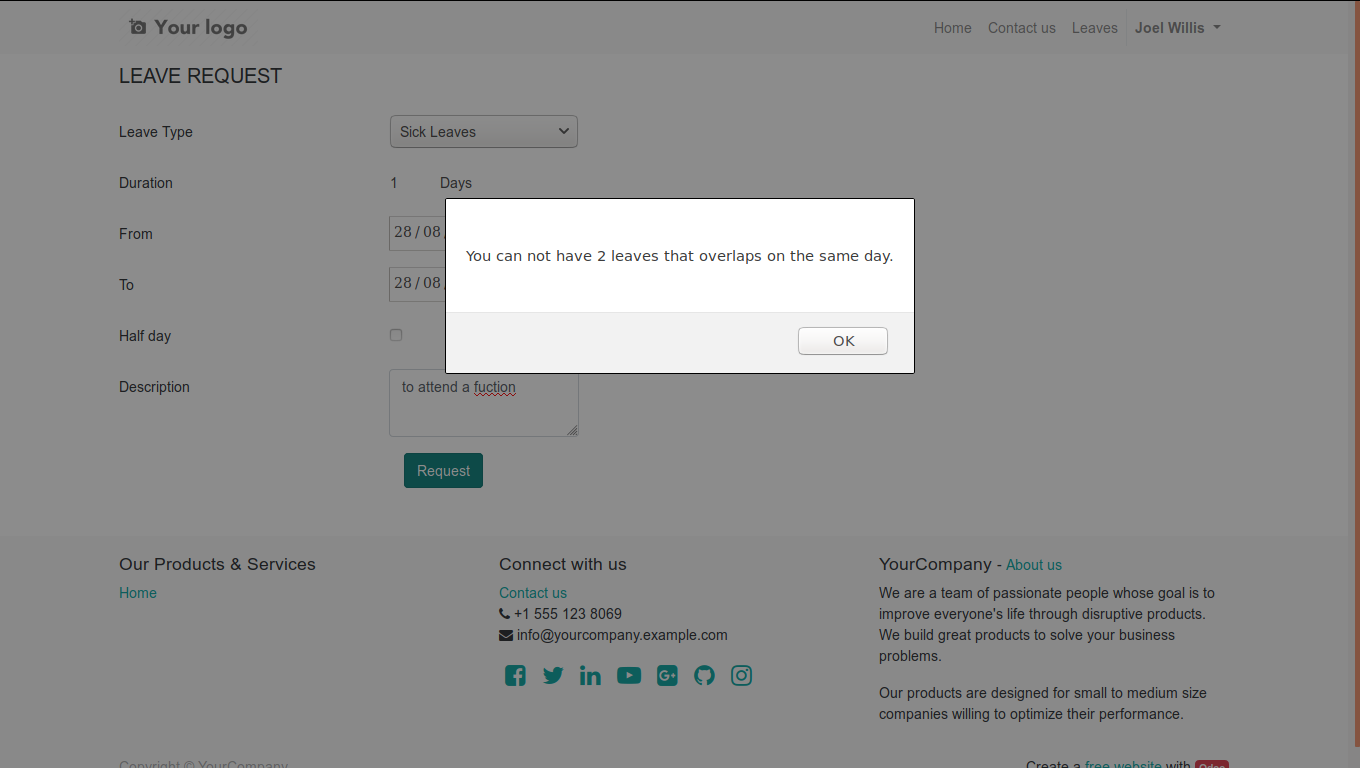 Your logo
Home Contact us Leaves Joel Willis
LEAVE REQUEST
Leave Type Sick Leaves
Duration 1 Days
From 28 / 08
To 28 / 08
You can not have 2 leaves that overlaps on the same day.
OK
Half day
Description to attend a fuction
Request
Our Products & Services
Home
Connect with us
Contact us
+1 555 123 8069
info@yourcompany.example.com
YourCompany - About us
We are a team of passionate people whose goal is to
improve everyone's life through disruptive products.
We build great products to solve your business
problems.
Our products are designed for small to medium size
companies willing to optimize their performance.
Copyright © YourCompany
Create a free website with Odoo